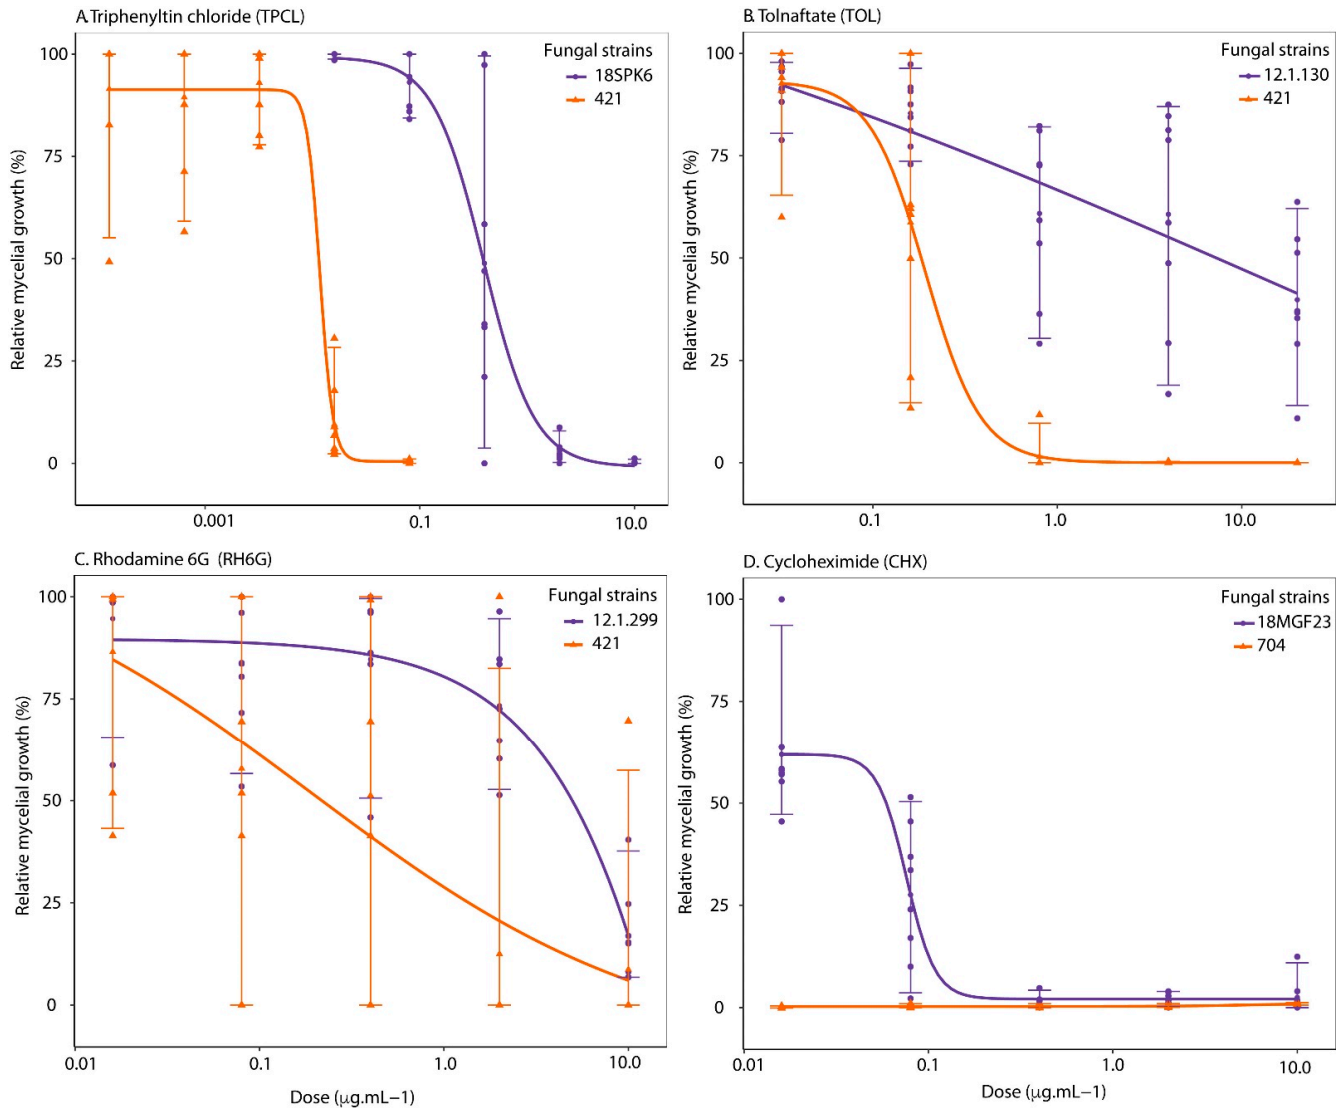 A.Triphenyltin chloride (TPCL)
Fungal strains
18SPK6
421
Relative mycelial growth (%)
100
75
50
25
0
0.001
0.1
10.0
B. Tolnaftate (TOL)
Fungal strains
12.1.130
421
Relative mycelial growth (%)
100
75
50
25
0
0.1
1.0
10.0
C. Rhodamine 6G (RH6G)
Fungal strains
12.1.299
421
Relative mycelial growth (%)
100
75
50
25
0
0.01
0.1
1.0
10.0
Dose (μg.mL−1)
D. Cycloheximide (CHX)
Fungal strains
18MGF23
704
Relative mycelial growth (%)
100
75
50
25
0
0.01
0.1
1.0
10.0
Dose (μg.mL−1)